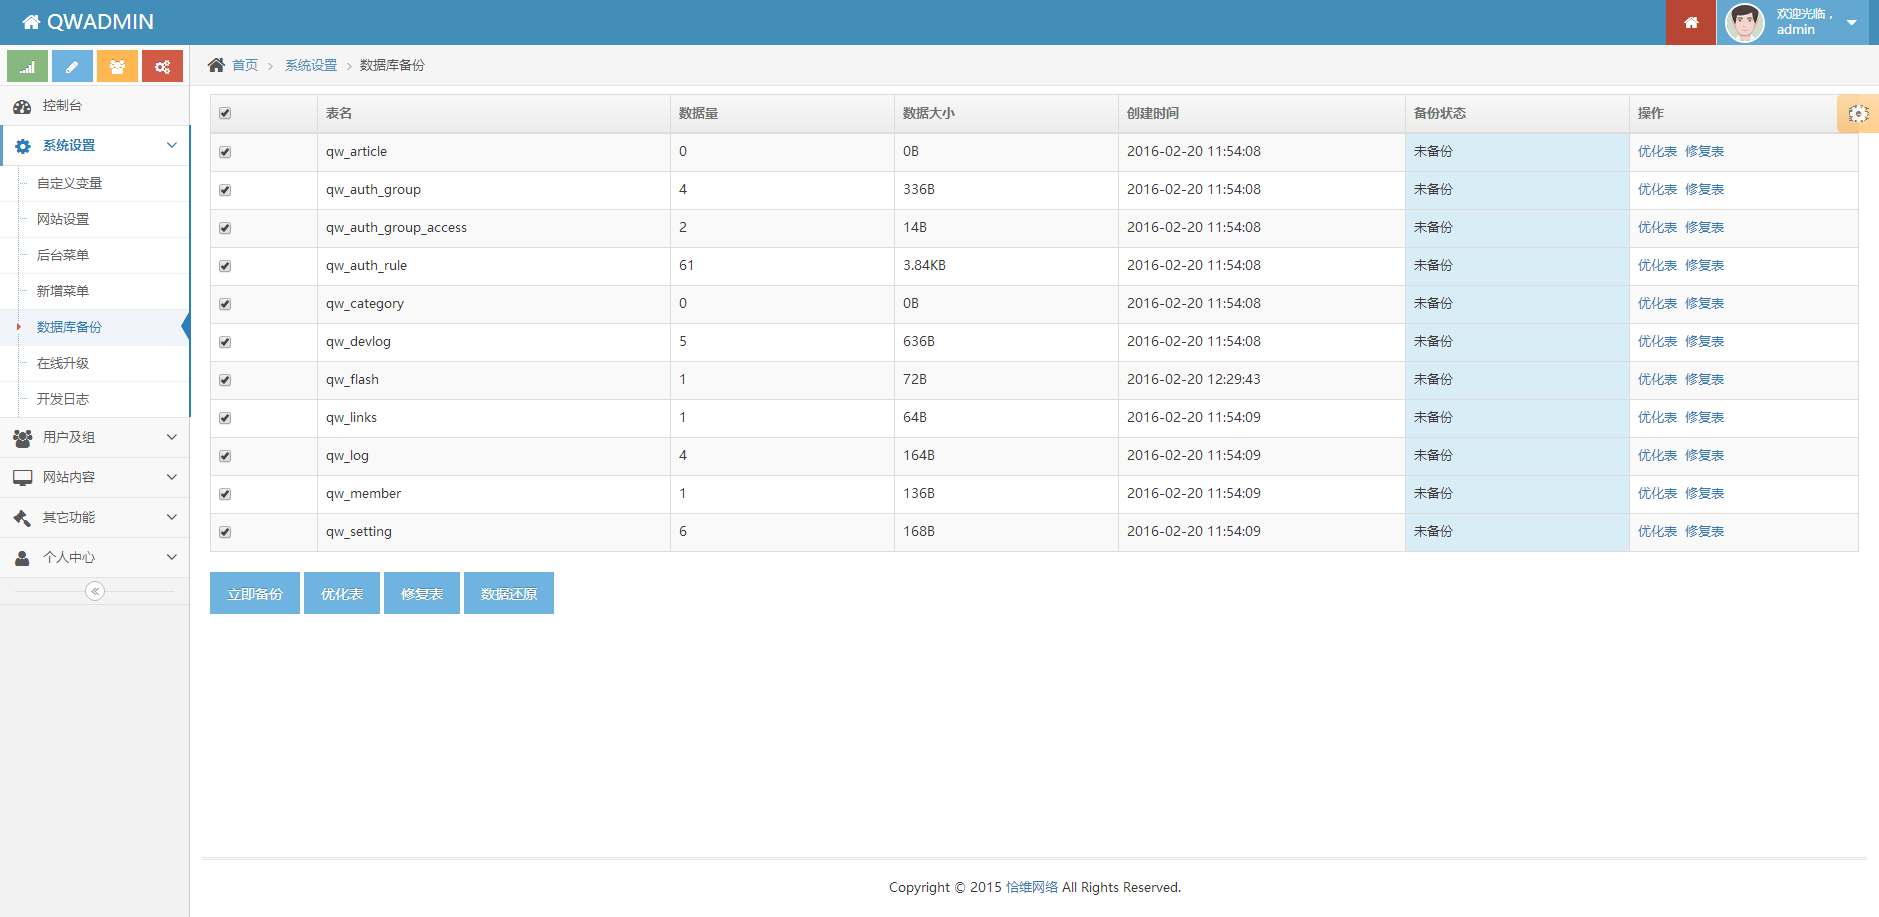 QWADMIN
欢迎光临，
admin
首页 系统设置 数据库备份
控制台
系统设置
自定义变量
网站设置
后台菜单
新增菜单
数据库备份
在线升级
开发日志
用户及组
网站内容
其它功能
个人中心
表名 数据量 数据大小 创建时间 备份状态 操作
qw_article 0 0B 2016-02-20 11:54:08 未备份 优化表 修复表
qw_auth_group 4 336B 2016-02-20 11:54:08 未备份 优化表 修复表
qw_auth_group_access 2 14B 2016-02-20 11:54:08 未备份 优化表 修复表
qw_auth_rule 61 3.84KB 2016-02-20 11:54:08 未备份 优化表 修复表
qw_category 0 0B 2016-02-20 11:54:08 未备份 优化表 修复表
qw_devlog 5 636B 2016-02-20 11:54:08 未备份 优化表 修复表
qw_flash 1 72B 2016-02-20 12:29:43 未备份 优化表 修复表
qw_links 1 64B 2016-02-20 11:54:09 未备份 优化表 修复表
qw_log 4 164B 2016-02-20 11:54:09 未备份 优化表 修复表
qw_member 1 136B 2016-02-20 11:54:09 未备份 优化表 修复表
qw_setting 6 168B 2016-02-20 11:54:09 未备份 优化表 修复表
立即备份 优化表 修复表 数据还原
Copyright © 2015 恰维网络 All Rights Reserved.